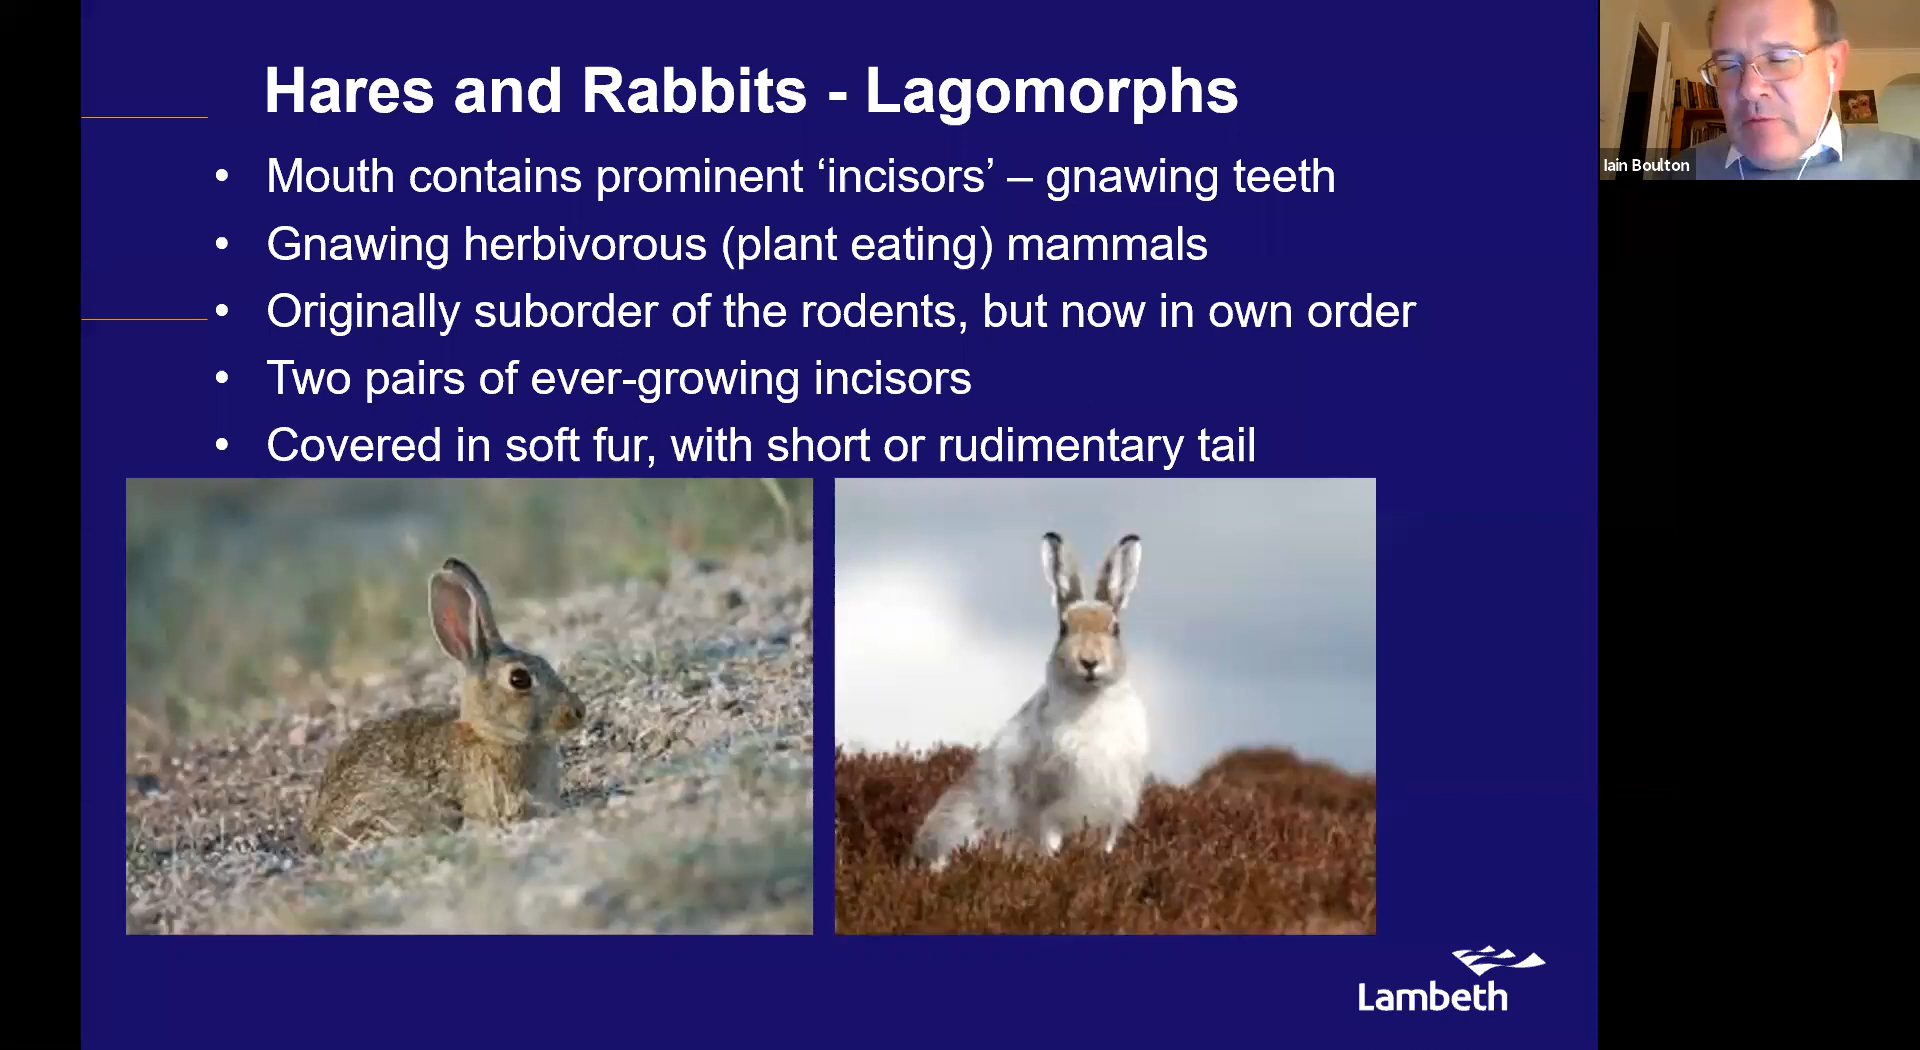 Hares and Rabbits - Lagomorphs
• Mouth contains prominent ‘incisors’ – gnawing teeth
• Gnawing herbivorous (plant eating) mammals
• Originally suborder of the rodents, but now in own order
• Two pairs of ever-growing incisors
• Covered in soft fur, with short or rudimentary tail
Lambeth
Iain Boulton